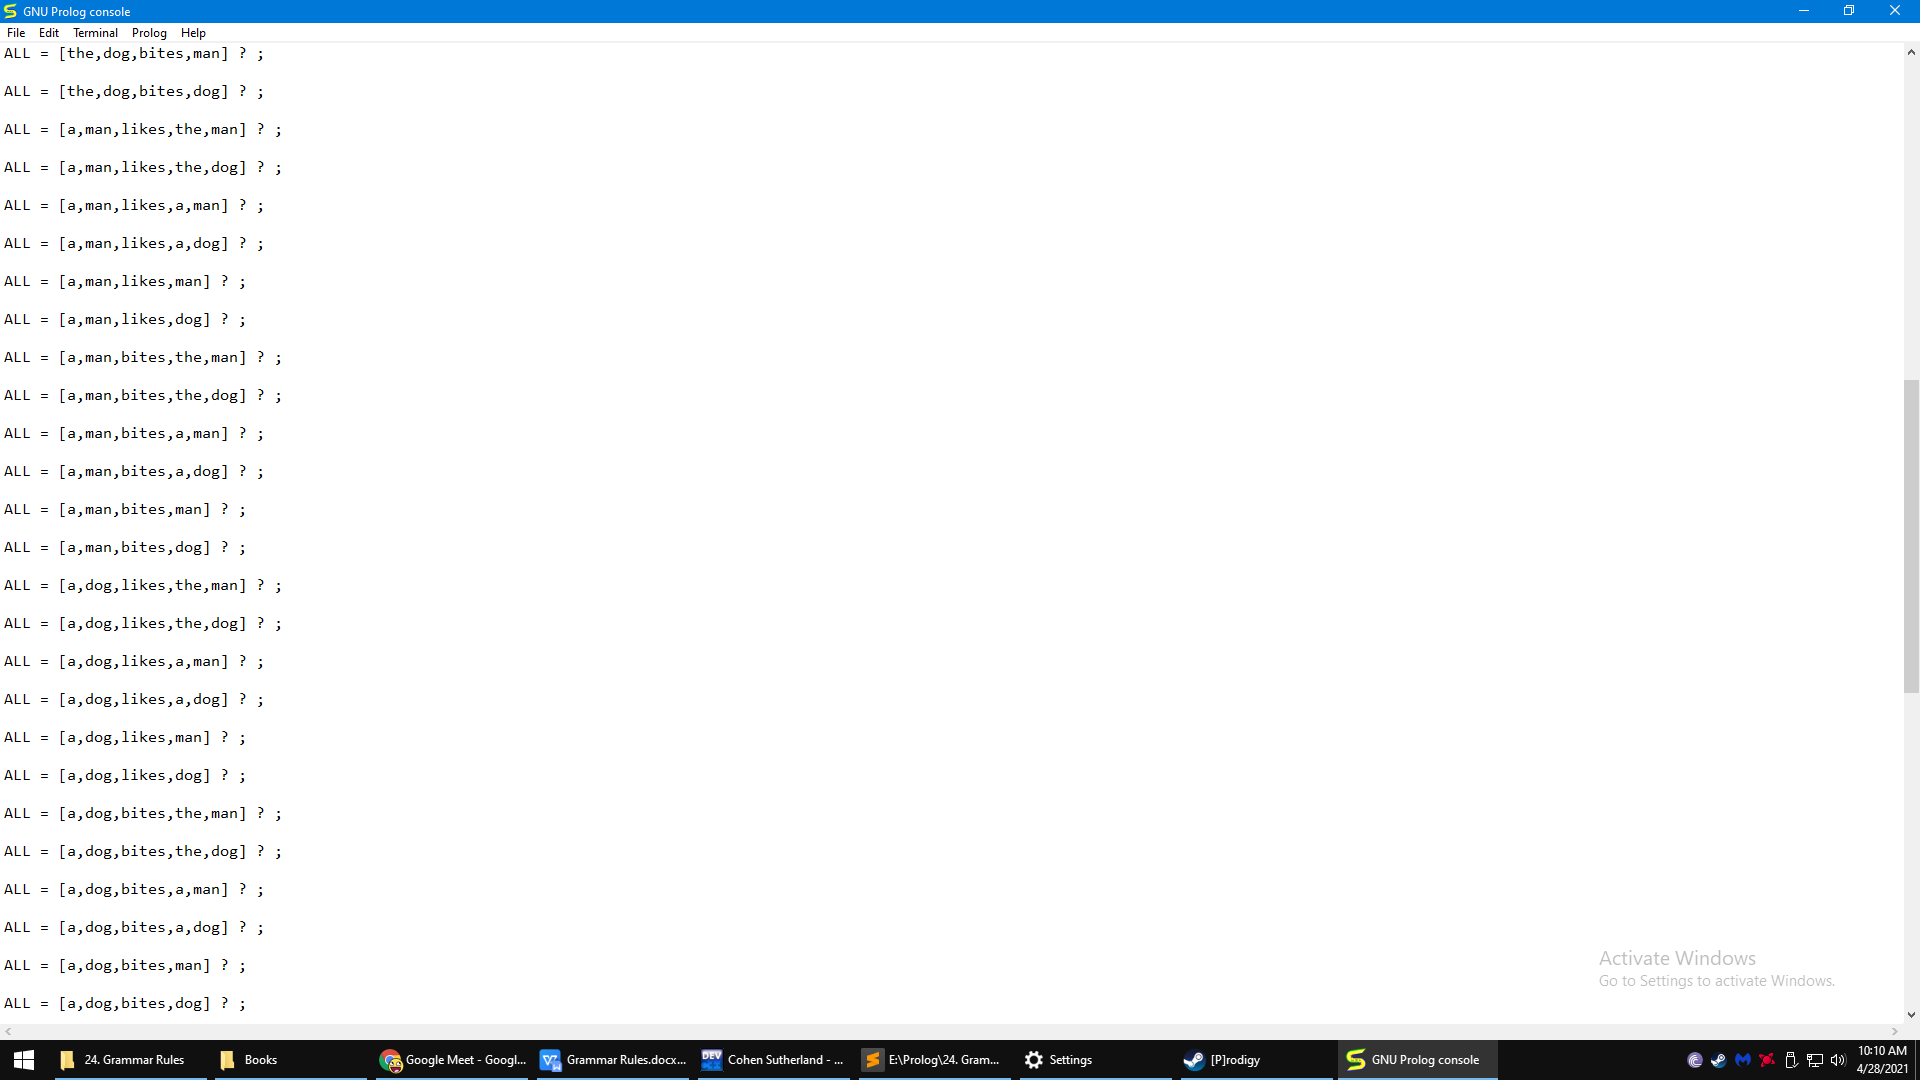 GNU Prolog console
File Edit Terminal Prolog Help
ALL = [the,dog,bites,man] ? ;
ALL = [the,dog,bites,dog] ? ;
ALL = [a,man,likes,the,man] ? ;
ALL = [a,man,likes,the,dog] ? ;
ALL = [a,man,likes,a,man] ? ;
ALL = [a,man,likes,a,dog] ? ;
ALL = [a,man,likes,man] ? ;
ALL = [a,man,likes,dog] ? ;
ALL = [a,man,bites,the,man] ? ;
ALL = [a,man,bites,the,dog] ? ;
ALL = [a,man,bites,a,man] ? ;
ALL = [a,man,bites,a,dog] ? ;
ALL = [a,man,bites,man] ? ;
ALL = [a,man,bites,dog] ? ;
ALL = [a,dog,likes,the,man] ? ;
ALL = [a,dog,likes,the,dog] ? ;
ALL = [a,dog,likes,a,man] ? ;
ALL = [a,dog,likes,a,dog] ? ;
ALL = [a,dog,likes,man] ? ;
ALL = [a,dog,likes,dog] ? ;
ALL = [a,dog,bites,the,man] ? ;
ALL = [a,dog,bites,the,dog] ? ;
ALL = [a,dog,bites,a,man] ? ;
ALL = [a,dog,bites,a,dog] ? ;
ALL = [a,dog,bites,man] ? ;
ALL = [a,dog,bites,dog] ? ;
Activate Windows
Go to Settings to activate Windows.
24. Grammar Rules Books Google Meet - Googl... Grammar Rules.docx... DEV Cohen Sutherland - ... E:\Prolog\24. Gram... Settings [P]rodigy GNU Prolog console
10:10 AM
4/28/2021